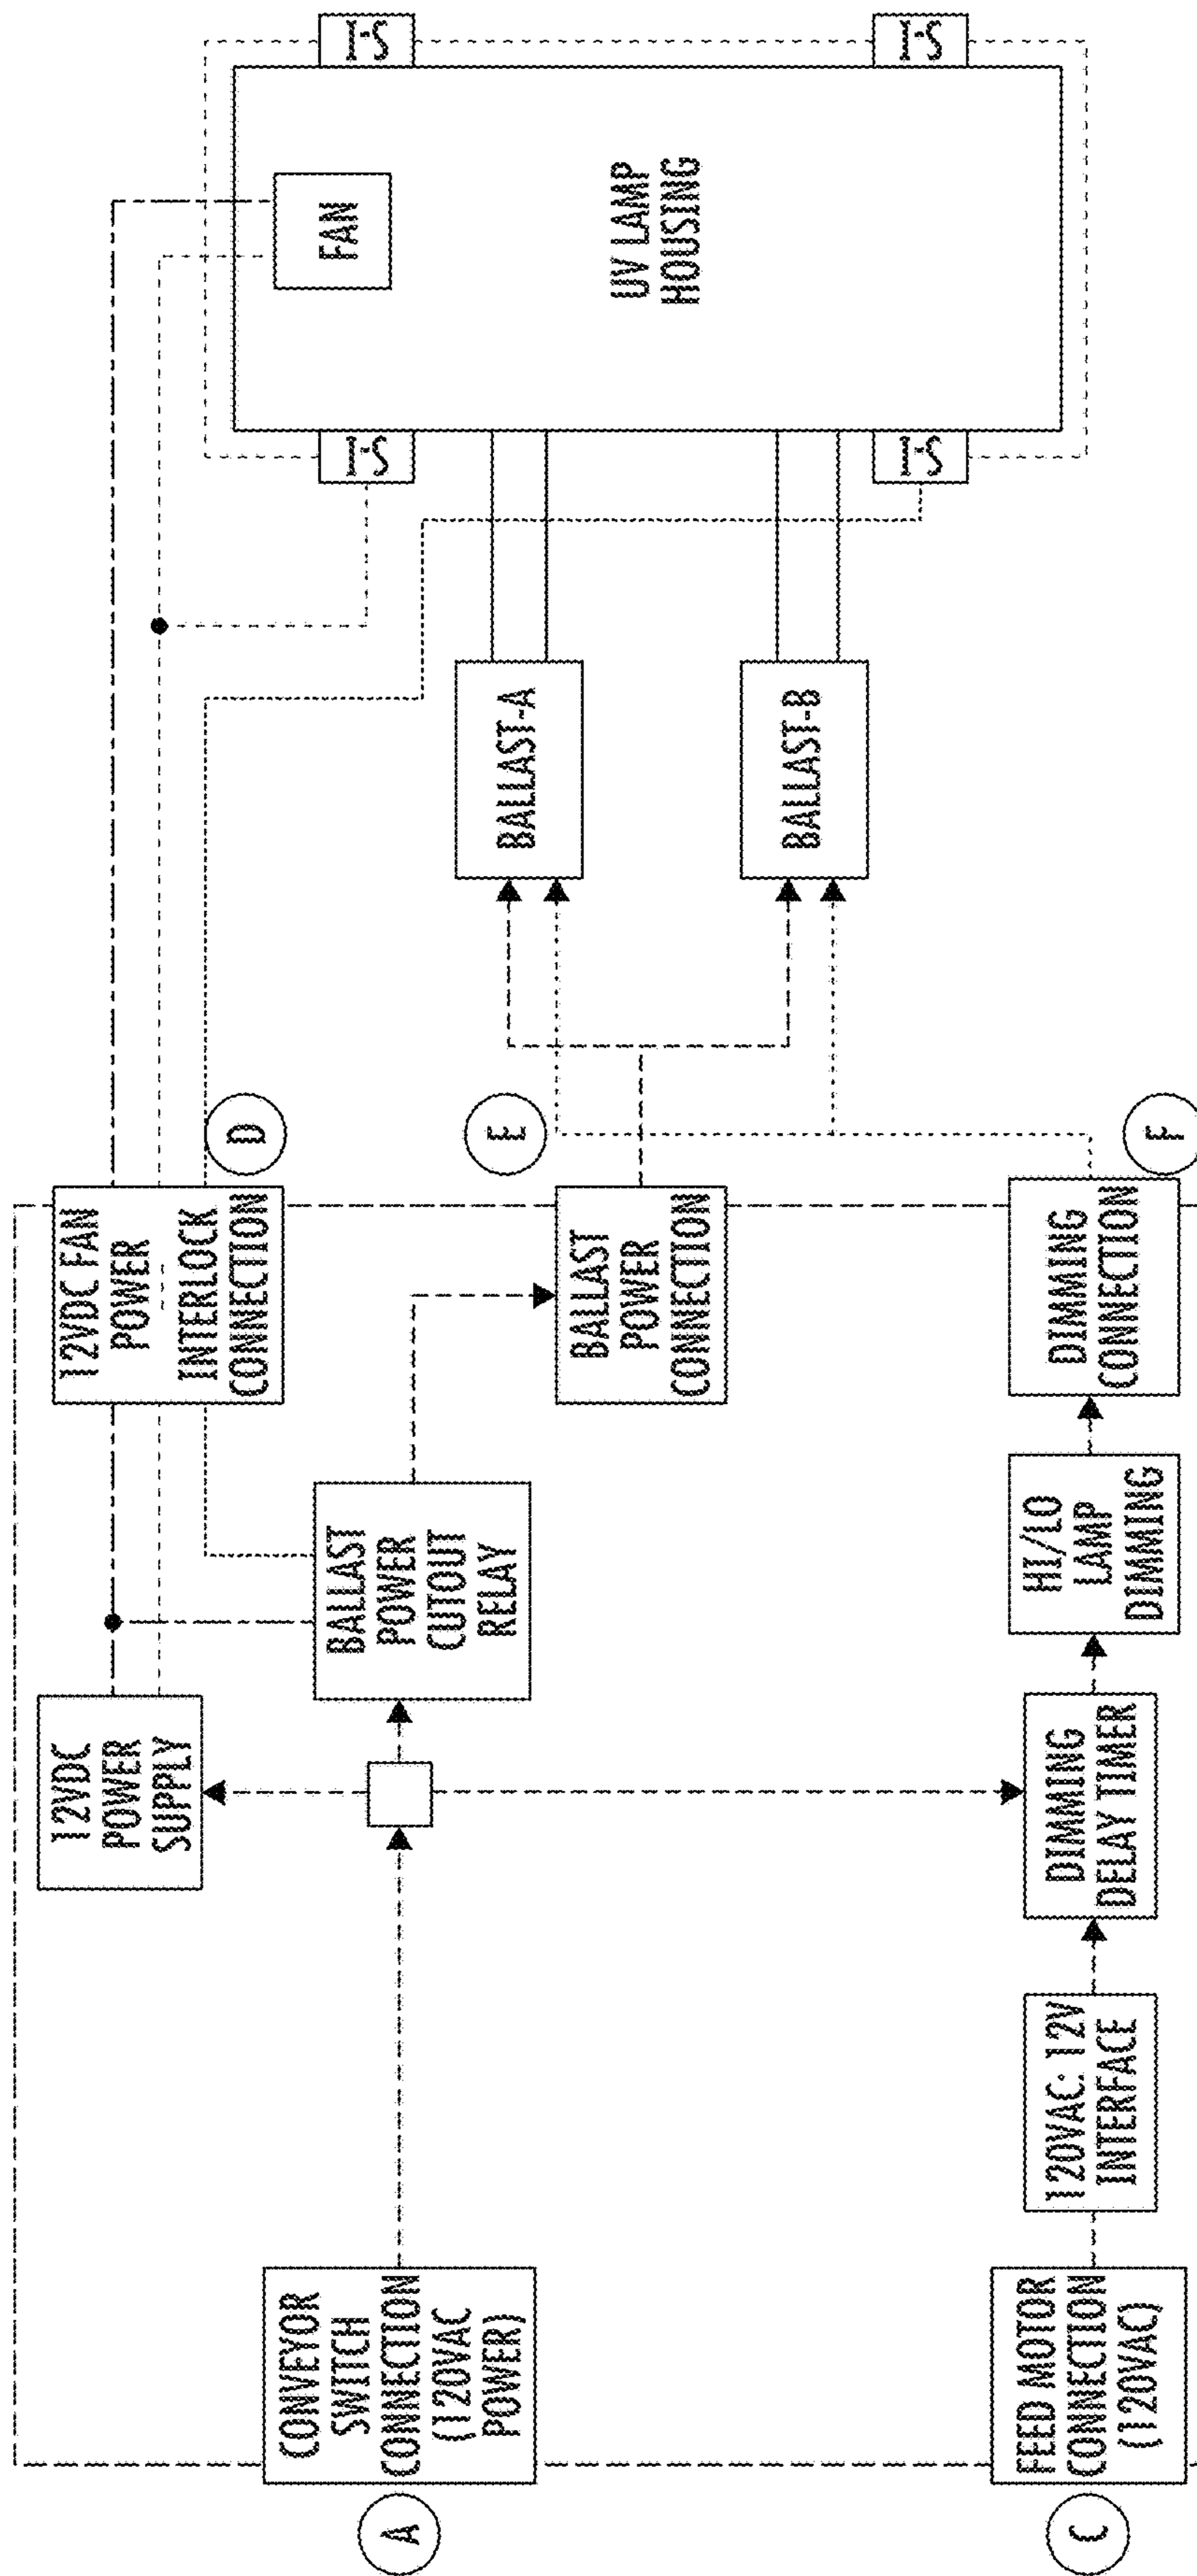 A
CONVEYOR
SWITCH
CONNECTION
(120VAC
POWER)
12VDC
POWER
SUPPLY
BALLAST
POWER
CUTOUT
RELAY
12VDC FAN
POWER
INTERLOCK
CONNECTION
D
BALLAST
POWER
CONNECTION
E
C
FEED MOTOR
CONNECTION
(120VAC)
120VAC: 12V
INTERFACE
DIMMING
DELAY TIMER
HI/LO
LAMP
DIMMING
DIMMING
CONNECTION
F
BALLAST-A
BALLAST-B
I-S
I-S
FAN
UV LAMP
HOUSING
I-S
I-S